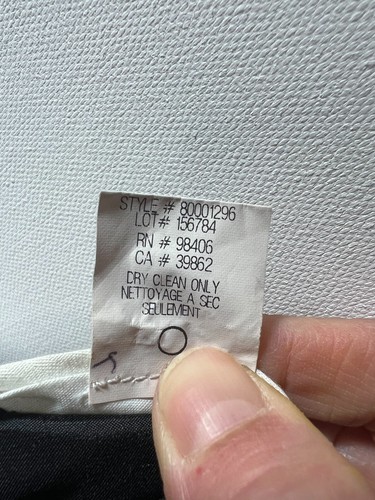 STYLE # 80001296
LOT# 156784
RN # 98406
CA # 39862
DRY CLEAN ONLY
NETTOYAGE A SEC
SEULEMENT